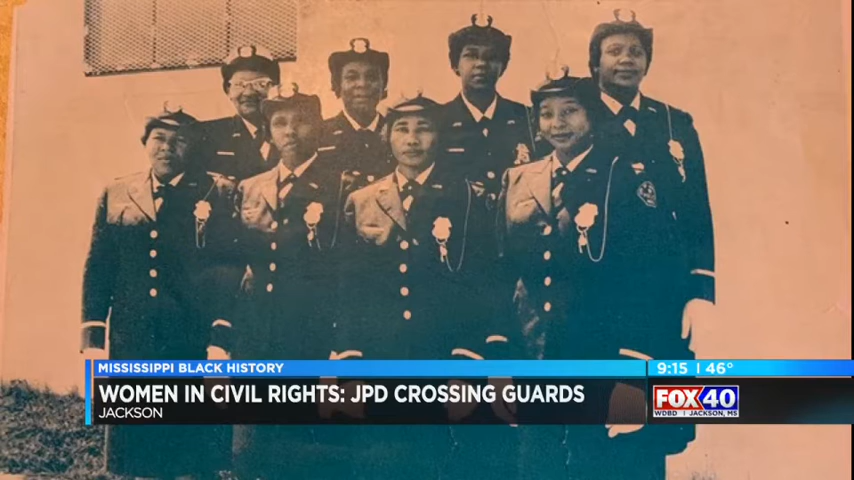 MISSISSIPPI BLACK HISTORY
9:15 46°
WOMEN IN CIVIL RIGHTS: JPD CROSSING GUARDS
JACKSON
FOX 40
WDBD JACKSON, MS